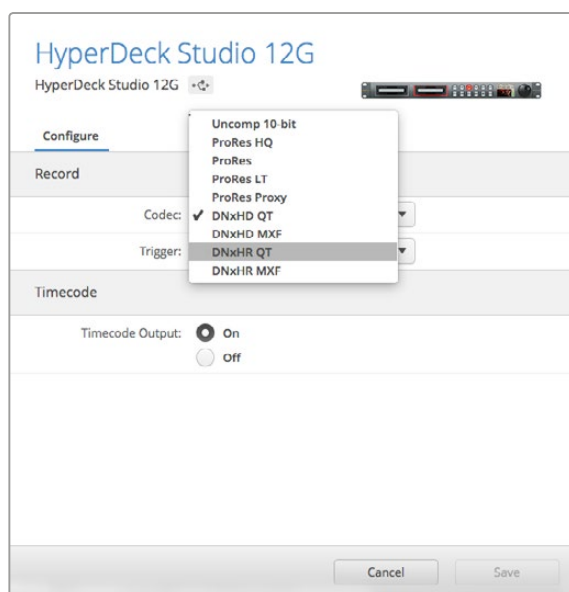 HyperDeck Studio 12G
HyperDeck Studio 12G
Configure
Record
Codec:
Uncomp 10-bit
ProRes HQ
ProRes
ProRes LT
ProRes Proxy
✔ DNxHD QT
DNxHD MXF
DNxHR QT
DNxHR MXF
Trigger:
Timecode
Timecode Output: On
Off
Cancel Save